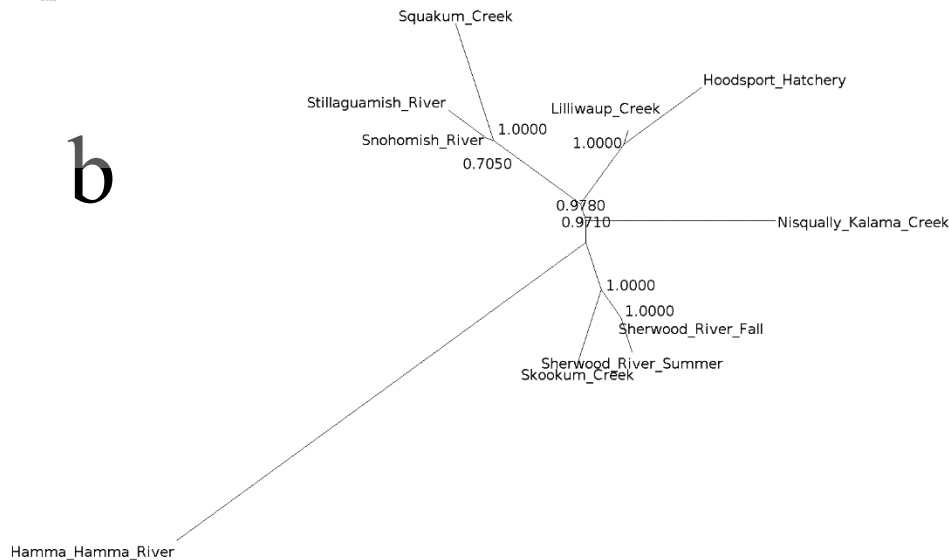 Squakum_Creek
Hoodsport_Hatchery
Stillaguamish_River
Lilliwaup_Creek
1.0000
Snohomish_River
1.0000
0.7050
b
0.9780
0.9710
Nisqually_Kalama_Creek
1.0000
1.0000
Sherwood_River_Fall
Sherwood_River_Summer
Skookum_Creek
Hamma_Hamma_River